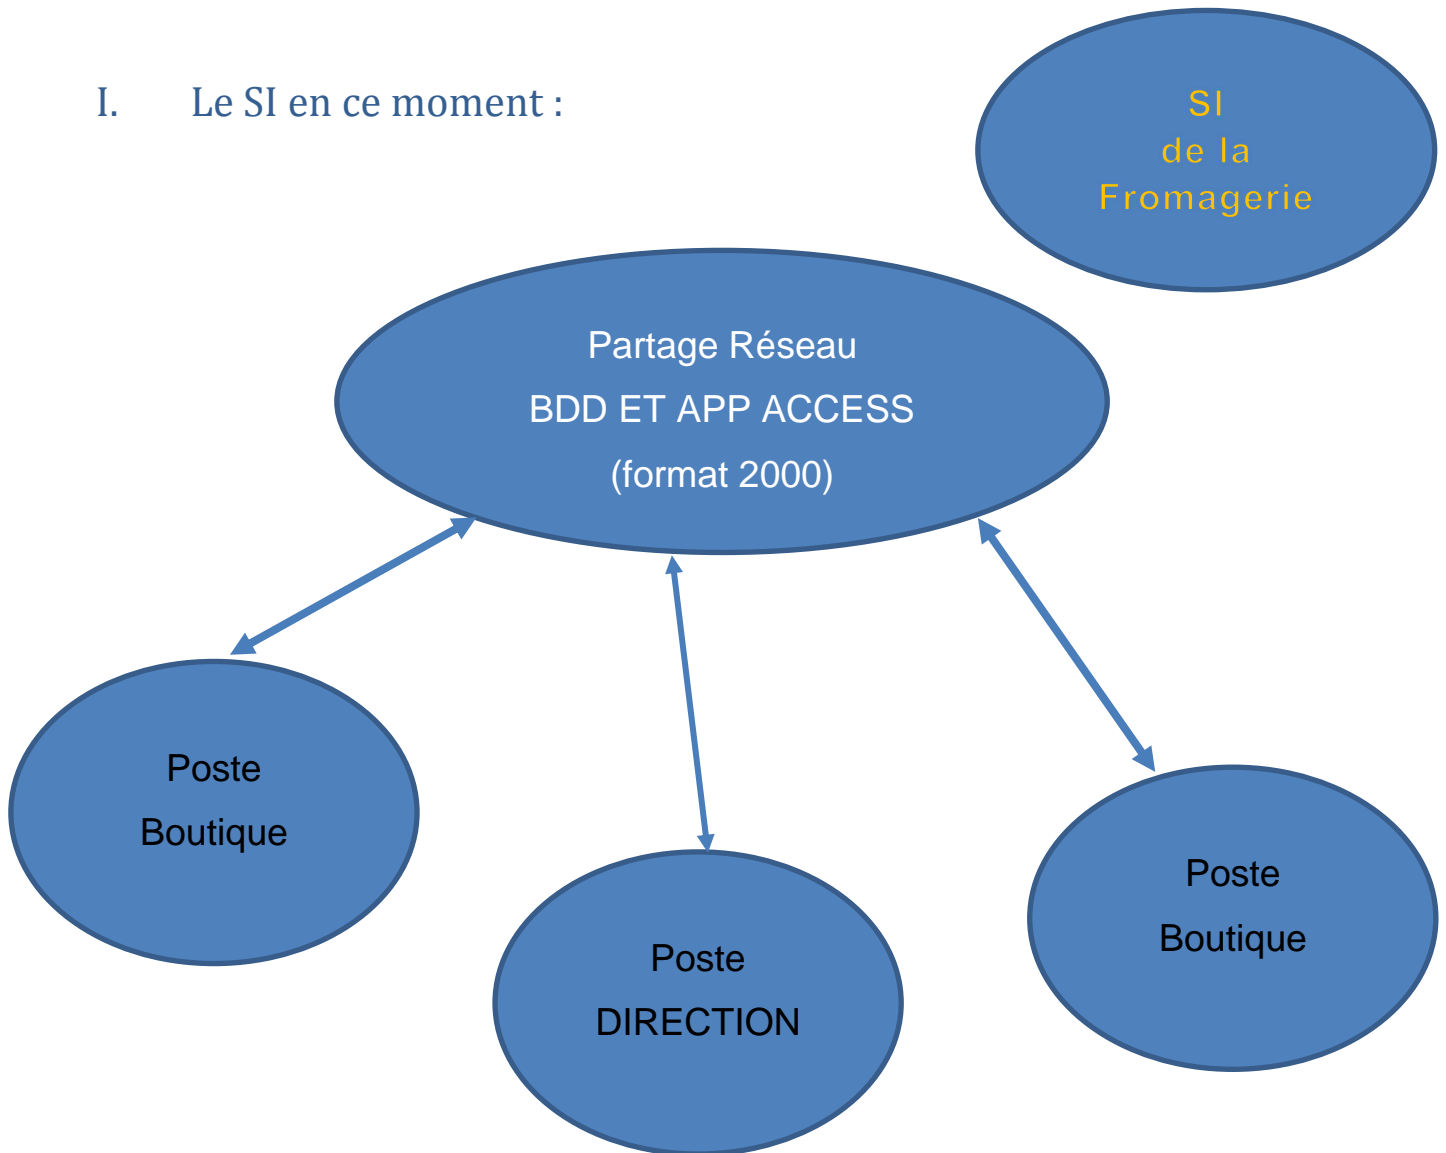 I. Le SI en ce moment :
SI
de la
Fromagerie
Partage Réseau
BDD ET APP ACCESS
(format 2000)
Poste
Boutique
Poste
DIRECTION
Poste
Boutique